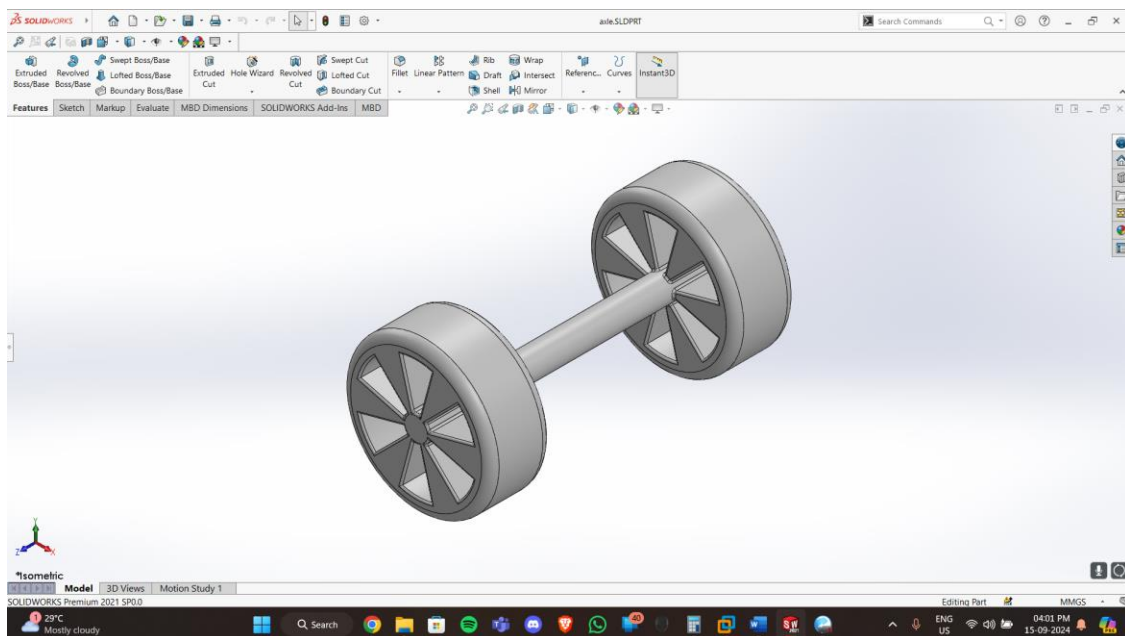 SOLIDWORKS
axle.SLDPRT
Search Commands
Extruded Boss/Base
Revolved Boss/Base
Swept Boss/Base
Lofted Boss/Base
Boundary Boss/Base
Extruded Cut
Hole Wizard
Revolved Cut
Swept Cut
Lofted Cut
Boundary Cut
Fillet
Linear Pattern
Rib
Draft
Shell
Wrap
Intersect
Mirror
Referenc...
Curves
Instant3D
Features Sketch Markup Evaluate MBD Dimensions SOLIDWORKS Add-Ins MBD
Y
Z X
*Isometric
Model 3D Views Motion Study 1
SOLIDWORKS Premium 2021 SP0.0
Editing Part
MMGS
1
29°C
Mostly cloudy
Search
40
SW
2021
ENG
US
04:01 PM
15-09-2024